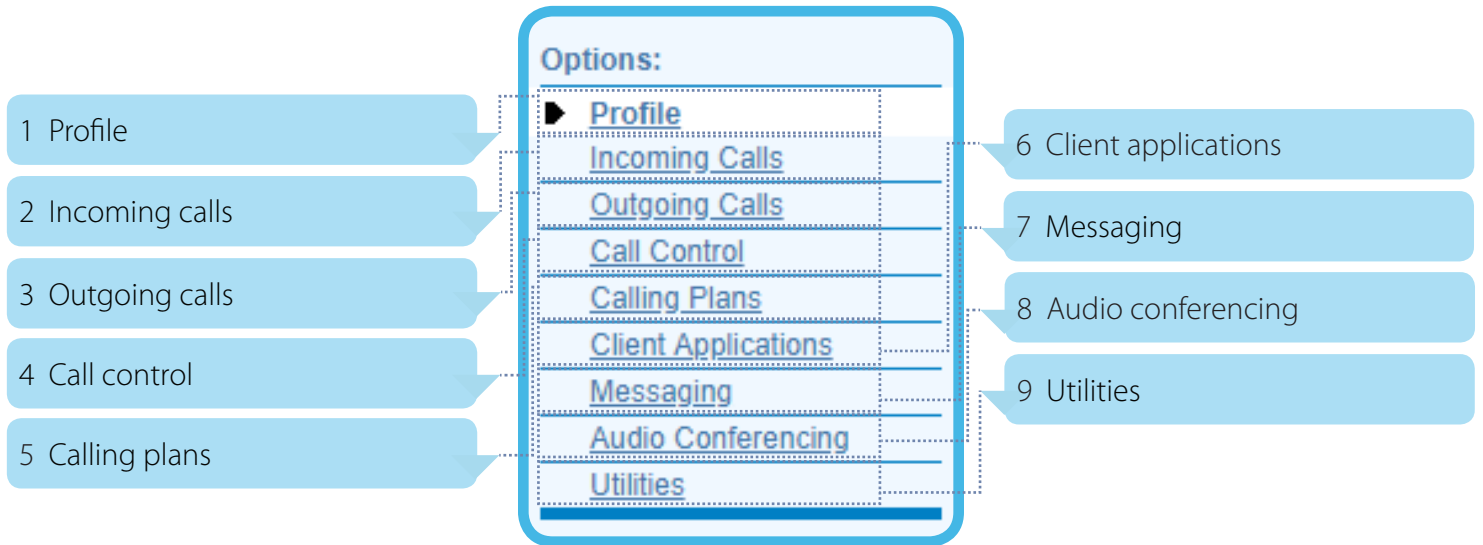 Options:
Profile
Incoming Calls
Outgoing Calls
Call Control
Calling Plans
Client Applications
Messaging
Audio Conferencing
Utilities
1 Profile
2 Incoming calls
3 Outgoing calls
4 Call control
5 Calling plans
6 Client applications
7 Messaging
8 Audio conferencing
9 Utilities